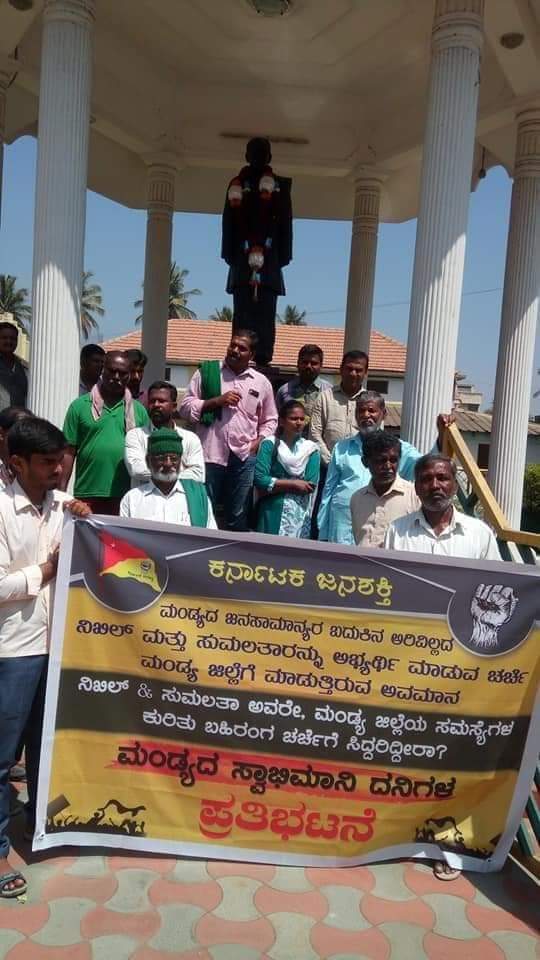 ಕರ್ನಾಟಕ ಜನಶಕ್ತಿ
ಮಂಡ್ಯದ ಜನಸಾಮಾನ್ಯರ ಬದುಕಿನ ಅರಿವಿಲ್ಲದ
ನಿಖಿಲ್ ಮತ್ತು ಸುಮಲತಾರನ್ನು ಅಭ್ಯರ್ಥಿ ಮಾಡುವ ಚರ್ಚೆ
ಮಂಡ್ಯ ಜಿಲ್ಲೆಗೆ ಮಾಡುತ್ತಿರುವ ಅವಮಾನ
ನಿಖಿಲ್ & ಸುಮಲತಾ ಅವರೇ, ಮಂಡ್ಯ ಜಿಲ್ಲೆಯ ಸಮಸ್ಯೆಗಳ
ಕುರಿತು ಬಹಿರಂಗ ಚರ್ಚೆಗೆ ಸಿದ್ದರಿದ್ದೀರಾ?
ಮಂಡ್ಯದ ಸ್ವಾಭಿಮಾನಿ ದನಿಗಳ
ಪ್ರತಿಭಟನೆ